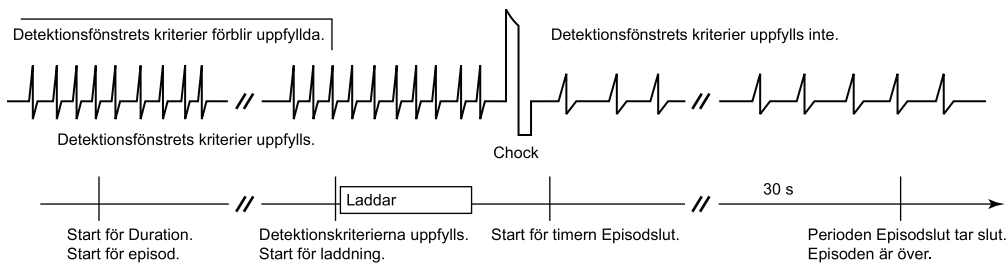 Detektionsfönstrets kriterier förblir uppfyllda.
Detektionsfönstrets kriterier uppfylls inte.
Detektionsfönstrets kriterier uppfylls.
Chock
Laddar
30 s
Start för Duration.
Start för episod.
Detektionskriterierna uppfylls.
Start för laddning.
Start för timern Episodslut.
Perioden Episodslut tar slut.
Episoden är över.